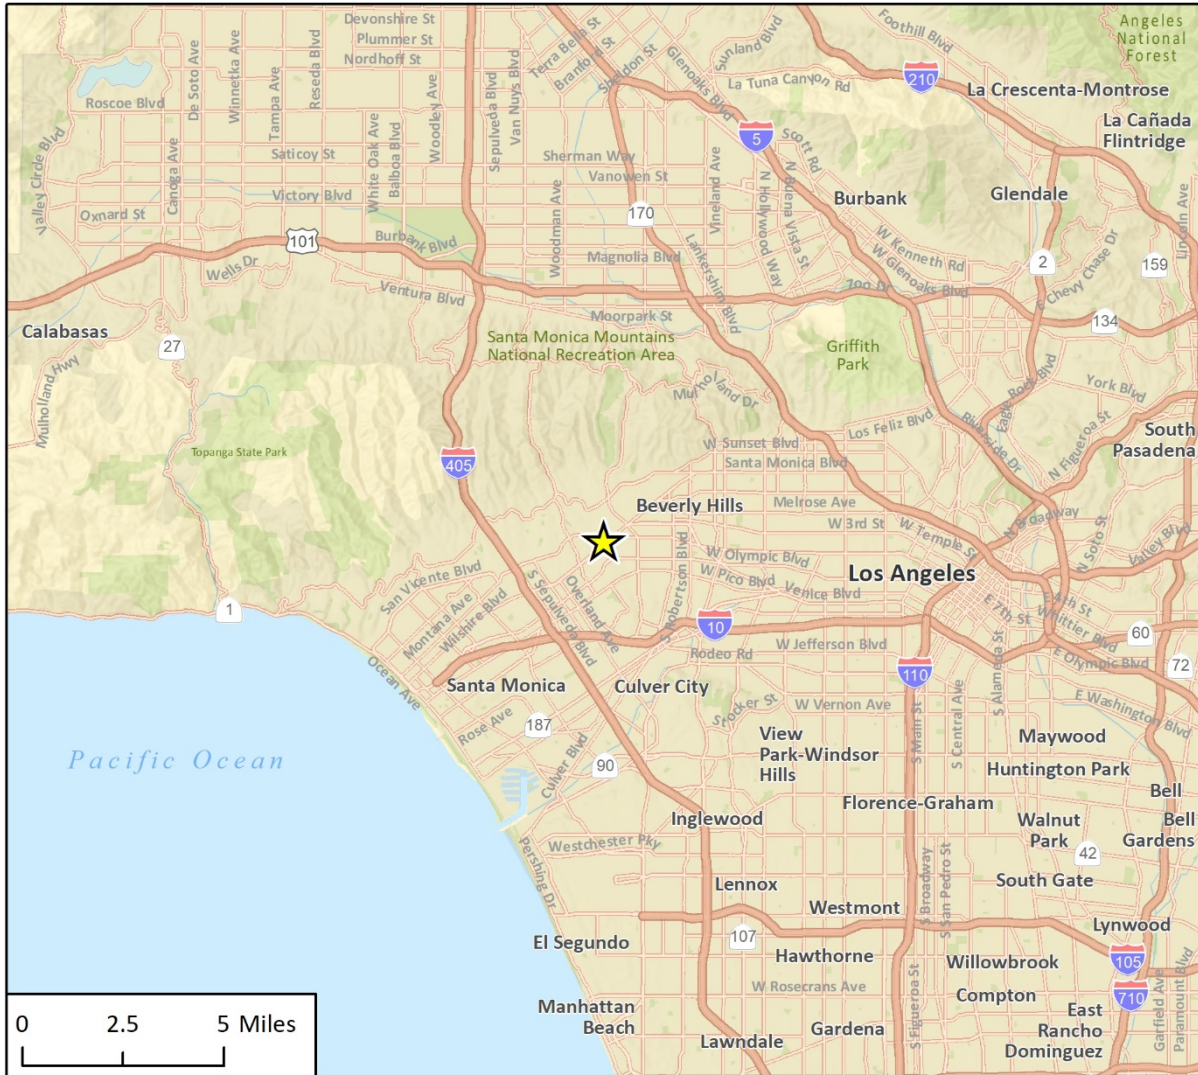 Devonshire St
Plummer St
Nordhoff St
De Soto Ave
Winnetka Ave
Tampa Ave
Reseda Blvd
Roscoe Blvd
Saticoy St
Victory Blvd
Oxnard St
Valley Circle Blvd
Canoga Ave
White Oak Ave
Balboa Blvd
Woodley Ave
Sepulveda Blvd
Van Nuys Blvd
Terra Bella St
Branford St
Sheldon St
Glenoaks Blvd
Sunland Blvd
La Tuna Canyon Rd
Foothill Blvd
Angeles
National
Forest
210
La Crescenta-Montrose
La Cañada
Flintridge
5
Scott Rd
N Hollywood Way
N Buena Vista St
Vineland Ave
Sherman Way
Vanowen St
Woodman Ave
170
Burbank
Glendale
Lincoln Ave
101
Burbank Blvd
Wells Dr
Ventura Blvd
Magnolia Blvd
Moorpark St
Lankershim Blvd
Zoo Dr
W Kenneth Rd
W Glenoaks Blvd
2
E Chevy Chase Dr
159
134
Calabasas
27
Mulholland Hwy
Santa Monica Mountains
National Recreation Area
Mulholland Dr
Griffith
Park
York Blvd
Eagle Rock Blvd
Los Feliz Blvd
Riverside Dr
N Figueroa St
South
Pasadena
Topanga State Park
405
W Sunset Blvd
Santa Monica Blvd
Beverly Hills
Melrose Ave
W 3rd St
W Temple St
N Broadway
N Soto St
Valley Blvd
W Olympic Blvd
W Pico Blvd
Venice Blvd
Los Angeles
E 4th St
E 7th St
Whittier Blvd
San Vicente Blvd
Montana Ave
Wilshire Blvd
S Sepulveda Blvd
Overland Ave
S Robertson Blvd
1
10
60
Rodeo Rd
W Jefferson Blvd
E Olympic Blvd
72
110
Ocean Ave
Santa Monica
Culver City
Stocker St
W Vernon Ave
S Main St
S Central Ave
S Alameda St
E Washington Blvd
Rose Ave
187
Culver Blvd
90
Pacific Ocean
View
Park-Windsor
Hills
Maywood
Huntington Park
Bell
Bell
Gardens
Florence-Graham
Walnut
Park
42
Inglewood
Westchester Pky
Pershing Dr
Lennox
South Gate
Westmont
S Broadway
S San Pedro St
Lynwood
El Segundo
107
Hawthorne
Willowbrook
105
W Rosecrans Ave
Compton
710
Manhattan
Beach
Lawndale
Gardena
S Figueroa St
East
Rancho
Dominguez
Garfield Ave
Paramount Blvd
0 2.5 5 Miles